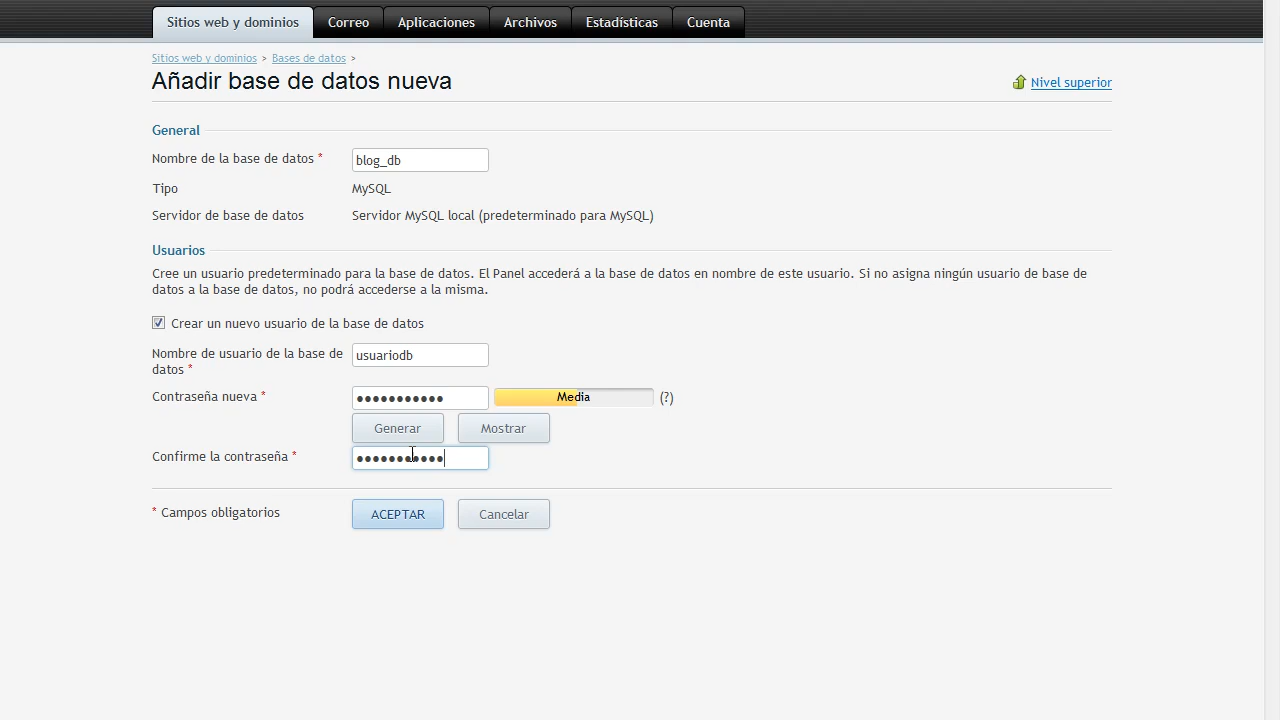 Sitios web y dominios Correo Aplicaciones Archivos Estadísticas Cuenta
Sitios web y dominios > Bases de datos >
Añadir base de datos nueva
Nivel superior
General
Nombre de la base de datos * blog_db
Tipo MySQL
Servidor de base de datos Servidor MySQL local (predeterminado para MySQL)
Usuarios
Cree un usuario predeterminado para la base de datos. El Panel accederá a la base de datos en nombre de este usuario. Si no asigna ningún usuario de base de
datos a la base de datos, no podrá accederse a la misma.
Crear un nuevo usuario de la base de datos
Nombre de usuario de la base de
datos * usuariodb
Contraseña nueva * ●●●●●●●●●●● Media (?)
Generar Mostrar
Confirme la contraseña * ●●●●●●●●●●●
* Campos obligatorios ACEPTAR Cancelar